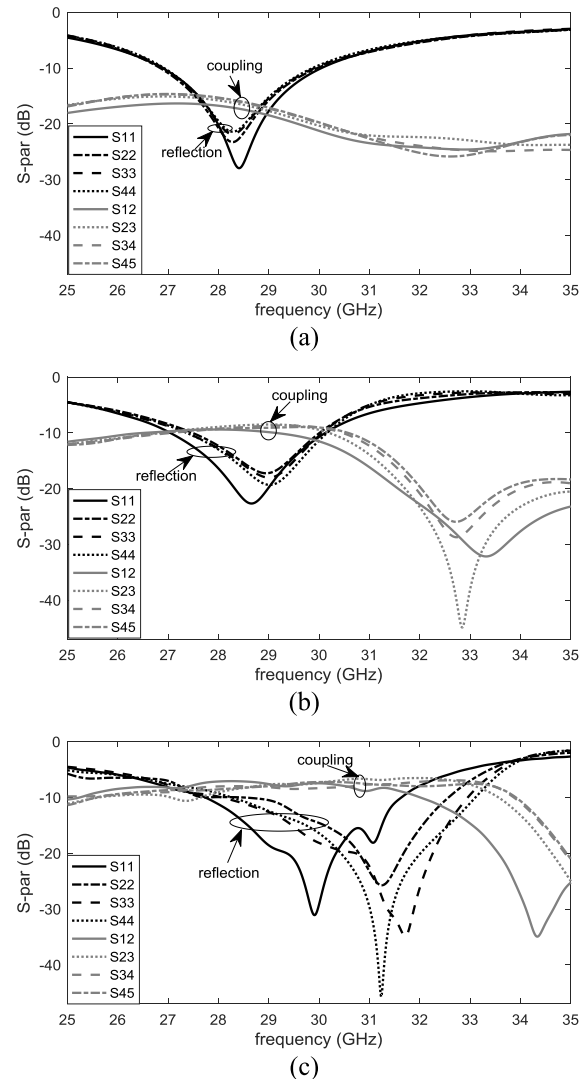 0
-10
-20
-30
-40
S-par (dB)
coupling
reflection
S11
S22
S33
S44
S12
S23
S34
S45
25 26 27 28 29 30 31 32 33 34 35
frequency (GHz)
(a)
0
-10
-20
-30
-40
S-par (dB)
coupling
reflection
S11
S22
S33
S44
S12
S23
S34
S45
25 26 27 28 29 30 31 32 33 34 35
frequency (GHz)
(b)
0
-10
-20
-30
-40
S-par (dB)
coupling
reflection
S11
S22
S33
S44
S12
S23
S34
S45
25 26 27 28 29 30 31 32 33 34 35
frequency (GHz)
(c)